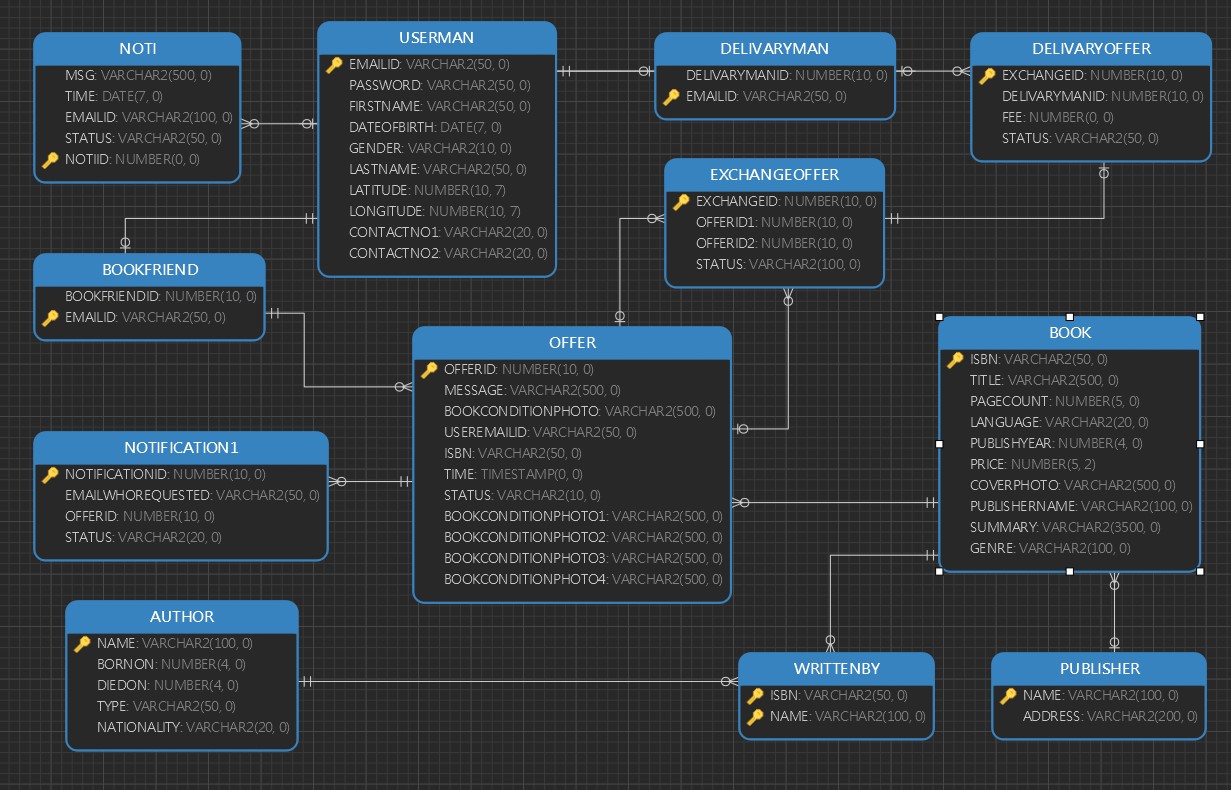 NOTI
MSG: VARCHAR2(500, 0)
TIME: DATE(7, 0)
EMAILID: VARCHAR2(100, 0)
STATUS: VARCHAR2(50, 0)
NOTIID: NUMBER(0, 0)
USERMAN
EMAILID: VARCHAR2(50, 0)
PASSWORD: VARCHAR2(50, 0)
FIRSTNAME: VARCHAR2(50, 0)
DATEOFBIRTH: DATE(7, 0)
GENDER: VARCHAR2(10, 0)
LASTNAME: VARCHAR2(50, 0)
LATITUDE: NUMBER(10, 7)
LONGITUDE: NUMBER(10, 7)
CONTACTNO1: VARCHAR2(20, 0)
CONTACTNO2: VARCHAR2(20, 0)
DELIVARYMAN
DELIVARYMANID: NUMBER(10, 0)
EMAILID: VARCHAR2(50, 0)
DELIVARYOFFER
EXCHANGEID: NUMBER(10, 0)
DELIVARYMANID: NUMBER(10, 0)
FEE: NUMBER(0, 0)
STATUS: VARCHAR2(50, 0)
EXCHANGEOFFER
EXCHANGEID: NUMBER(10, 0)
OFFERID1: NUMBER(10, 0)
OFFERID2: NUMBER(10, 0)
STATUS: VARCHAR2(100, 0)
BOOKFRIEND
BOOKFRIENDID: NUMBER(10, 0)
EMAILID: VARCHAR2(50, 0)
OFFER
OFFERID: NUMBER(10, 0)
MESSAGE: VARCHAR2(500, 0)
BOOKCONDITIONPHOTO: VARCHAR2(500, 0)
USEREMAILID: VARCHAR2(50, 0)
ISBN: VARCHAR2(50, 0)
TIME: TIMESTAMP(0, 0)
STATUS: VARCHAR2(10, 0)
BOOKCONDITIONPHOTO1: VARCHAR2(500, 0)
BOOKCONDITIONPHOTO2: VARCHAR2(500, 0)
BOOKCONDITIONPHOTO3: VARCHAR2(500, 0)
BOOKCONDITIONPHOTO4: VARCHAR2(500, 0)
BOOK
ISBN: VARCHAR2(50, 0)
TITLE: VARCHAR2(500, 0)
PAGECOUNT: NUMBER(5, 0)
LANGUAGE: VARCHAR2(20, 0)
PUBLISHYEAR: NUMBER(4, 0)
PRICE: NUMBER(5, 2)
COVERPHOTO: VARCHAR2(500, 0)
PUBLISHERNAME: VARCHAR2(100, 0)
SUMMARY: VARCHAR2(3500, 0)
GENRE: VARCHAR2(100, 0)
NOTIFICATION1
NOTIFICATIONID: NUMBER(10, 0)
EMAILWHOREQUESTED: VARCHAR2(50, 0)
OFFERID: NUMBER(10, 0)
STATUS: VARCHAR2(20, 0)
AUTHOR
NAME: VARCHAR2(100, 0)
BORNON: NUMBER(4, 0)
DIEDON: NUMBER(4, 0)
TYPE: VARCHAR2(50, 0)
NATIONALITY: VARCHAR2(20, 0)
WRITTENBY
ISBN: VARCHAR2(50, 0)
NAME: VARCHAR2(100, 0)
PUBLISHER
NAME: VARCHAR2(100, 0)
ADDRESS: VARCHAR2(200, 0)